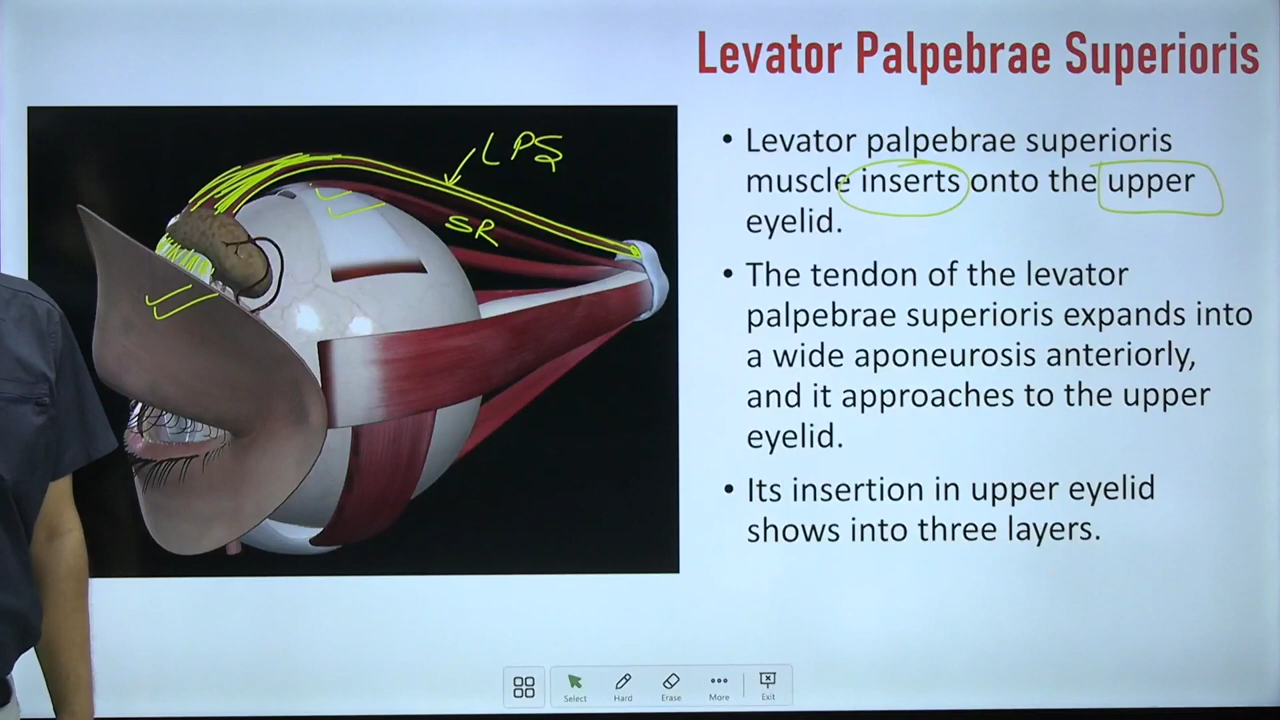 Levator Palpebrae Superioris
LPS
SR
• Levator palpebrae superioris
muscle inserts onto the upper
eyelid.
• The tendon of the levator
palpebrae superioris expands into
a wide aponeurosis anteriorly,
and it approaches to the upper
eyelid.
• Its insertion in upper eyelid
shows into three layers.
Select
Hard
Erase
More
Exit